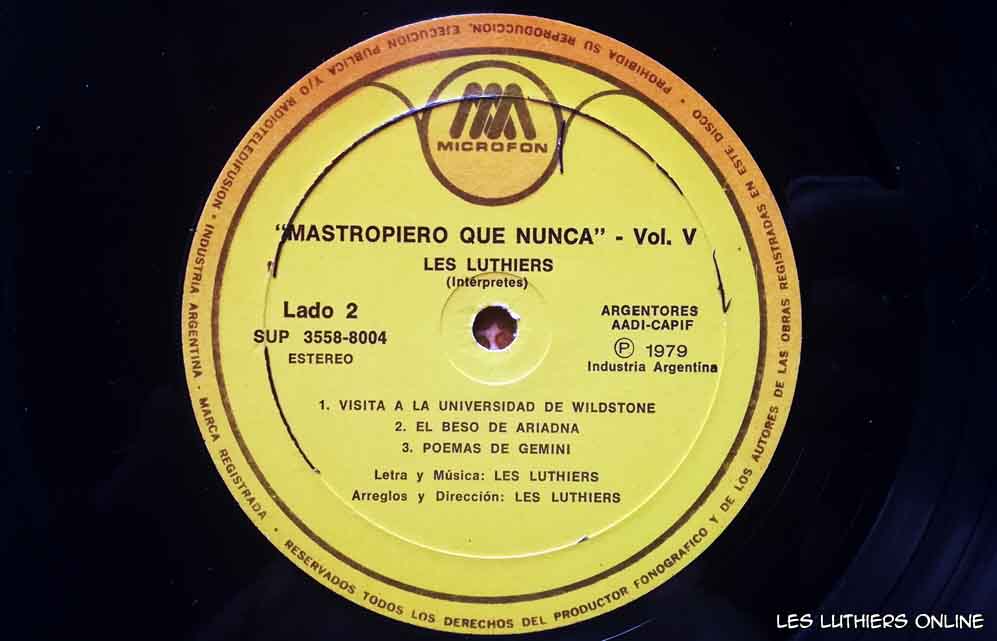 MICROFON
"MASTROPIERO QUE NUNCA" - Vol. V
LES LUTHIERS
(Intérpretes)
Lado 2
SUP 3558-8004
ESTEREO
ARGENTORES
AADI-CAPIF
Ⓟ 1979
Industria Argentina
1. VISITA A LA UNIVERSIDAD DE WILDSTONE
2. EL BESO DE ARIADNA
3. POEMAS DE GEMINI
Letra y Música: LES LUTHIERS
Arreglos y Dirección: LES LUTHIERS
INDUSTRIA ARGENTINA - MARCA REGISTRADA • RESERVADOS TODOS LOS DERECHOS DEL PRODUCTOR FONOGRAFICO Y DE LOS AUTORES DE LAS OBRAS REGISTRADAS EN ESTE DISCO • PROHIBIDA SU REPRODUCCION, EJECUCION PUBLICA Y/O RADIOTELEDIFUSION •
LES LUTHIERS ONLINE